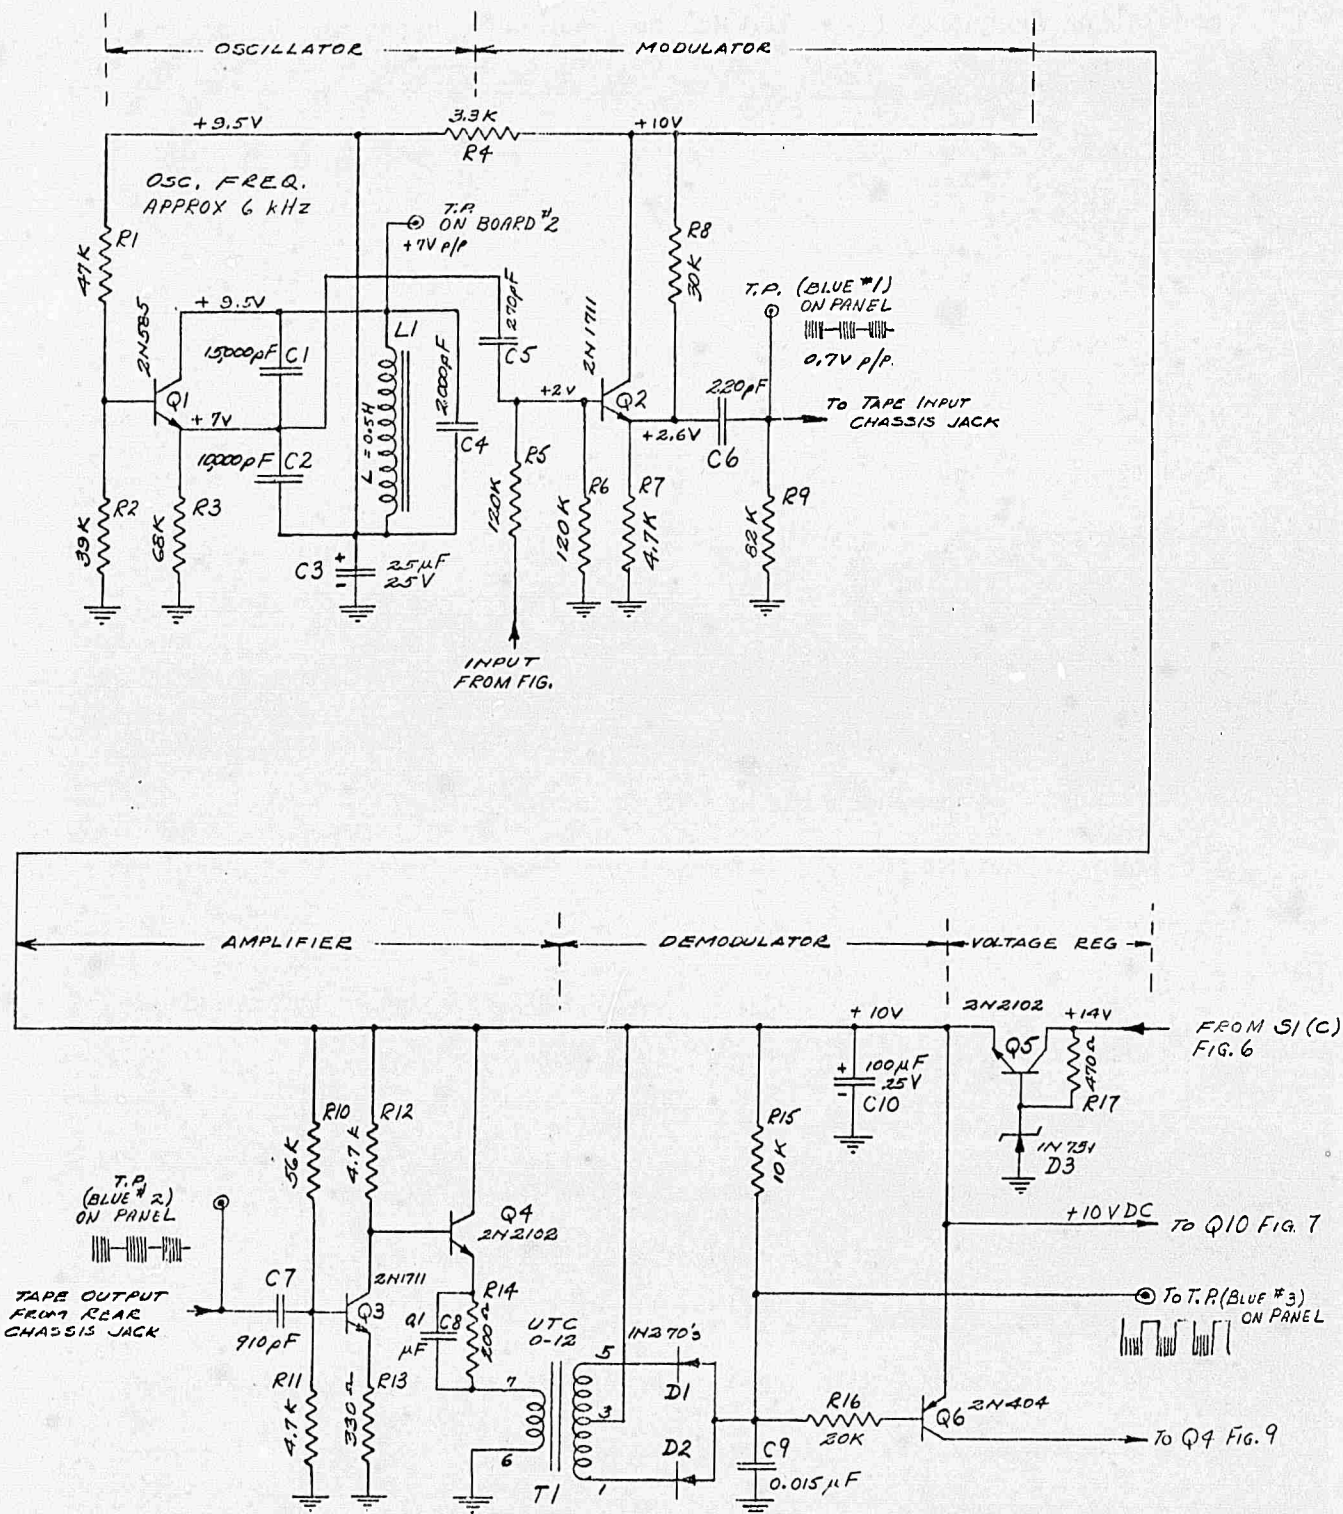 OSCILLATOR
MODULATOR
+9.5V
3.3K
R4
+10V
OSC. FREQ.
APPROX 6 kHz
T.P.
ON BOARD #2
+7V p/p
R1
47K
R8
30K
T.P. (BLUE #1)
ON PANEL
0.7V p/p.
2N585
+9.5V
L1
15,000pF C1
270pF
C5
2N1711
Q1
+7V
2,000pF
C4
+2V
Q2
220pF
TO TAPE INPUT
CHASSIS JACK
10,000pF C2
L = 0.5H
+2.6V
C6
R2
39K
R3
68K
R5
120K
R6
120K
R7
4.7K
R9
82K
C3
+
-
25µF
25V
INPUT
FROM FIG.
AMPLIFIER
DEMODULATOR
VOLTAGE REG
2N2102
+10V
+14V
FROM S1(C)
FIG. 6
Q5
470Ω
R17
+
-
100µF
25V
C10
R10
56K
R12
4.7K
R15
10K
1N751
D3
T.P.
(BLUE #2)
ON PANEL
Q4
2N2102
+10VDC
TO Q10 FIG. 7
C7
2N1711
R14
200Ω
TAPE OUTPUT
FROM REAR
CHASSIS JACK
Q3
C8
µF
UTC
0-12
1N270's
TO T.P. (BLUE #3)
ON PANEL
910pF
R11
4.7K
R13
330Ω
7
5
D1
3
R16
20K
Q6
2N404
6
D2
C9
TO Q4 FIG. 9
T1
1
0.015µF